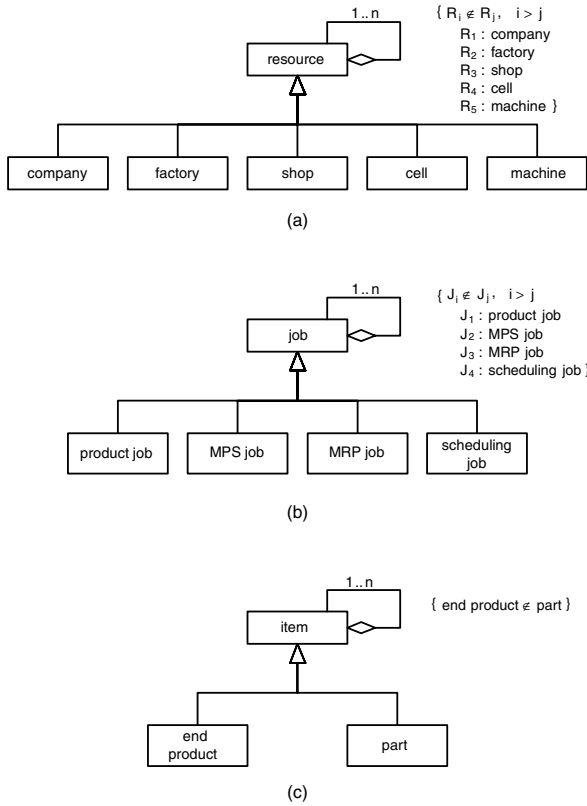 1..n
{ Rᵢ ∉ Rⱼ, i > j
resource
R₁ : company
R₂ : factory
R₃ : shop
R₄ : cell
R₅ : machine }
company factory shop cell machine
(a)
1..n
{ Jᵢ ∉ Jⱼ, i > j
job
J₁ : product job
J₂ : MPS job
J₃ : MRP job
J₄ : scheduling job }
product job MPS job MRP job scheduling
job
(b)
1..n
{ end product ∉ part }
item
end
product
part
(c)